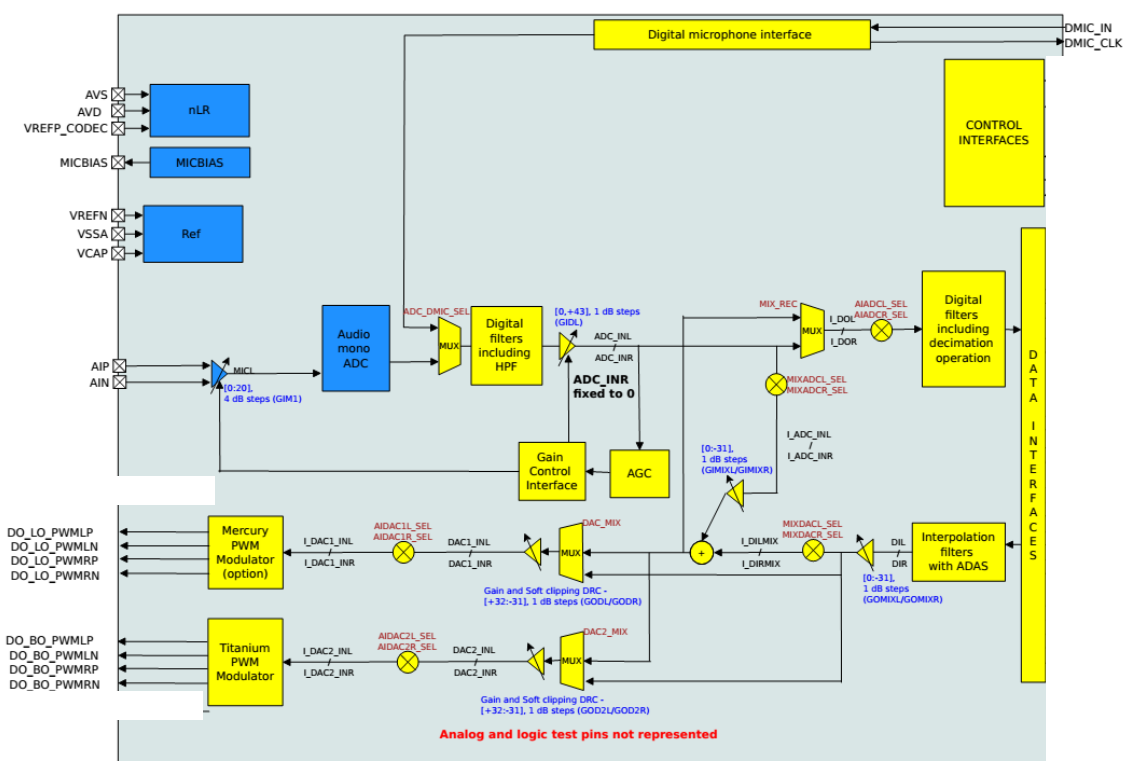 Digital microphone interface
DMIC_IN
DMIC_CLK
AVS
AVD
VREFP_CODEC
nLR
MICBIAS
MICBIAS
CONTROL
INTERFACES
VREFN
VSSA
VCAP
Ref
ADC_DMIC_SEL
MUX
Audio
mono
ADC
Digital
filters
including
HPF
[0,+43], 1 dB steps
(GIDL)
ADC_INL
ADC_INR
ADC_INR
fixed to 0
MIX_REC
MUX
I_DOL
I_DOR
AIADCL_SEL
AIADCR_SEL
Digital
filters
including
decimation
operation
AIP
AIN
MICL
[0:20],
4 dB steps (GIM1)
MIXADCL_SEL
MIXADCR_SEL
I_ADC_INL
/
I_ADC_INR
Gain
Control
Interface
AGC
[0:-31],
1 dB steps
(GIMIXL/GIMIXR)
DATA INTERFACES
DO_LO_PWMLP
DO_LO_PWMLN
DO_LO_PWMRP
DO_LO_PWMRN
Mercury
PWM
Modulator
(option)
I_DAC1_INL
I_DAC1_INR
AIDAC1L_SEL
AIDAC1R_SEL
DAC1_INL
DAC1_INR
DAC_MIX
MUX
Gain and Soft clipping DRC -
[+32:-31], 1 dB steps (GODL/GODR)
+
I_DILMIX
I_DIRMIX
MIXDACL_SEL
MIXDACR_SEL
DIL
DIR
[0:-31],
1 dB steps
(GOMIXL/GOMIXR)
Interpolation
filters
with ADAS
DO_BO_PWMLP
DO_BO_PWMLN
DO_BO_PWMRP
DO_BO_PWMRN
Titanium
PWM
Modulator
I_DAC2_INL
I_DAC2_INR
AIDAC2L_SEL
AIDAC2R_SEL
DAC2_INL
DAC2_INR
DAC2_MIX
MUX
Gain and Soft clipping DRC -
[+32:-31], 1 dB steps (GOD2L/GOD2R)
Analog and logic test pins not represented